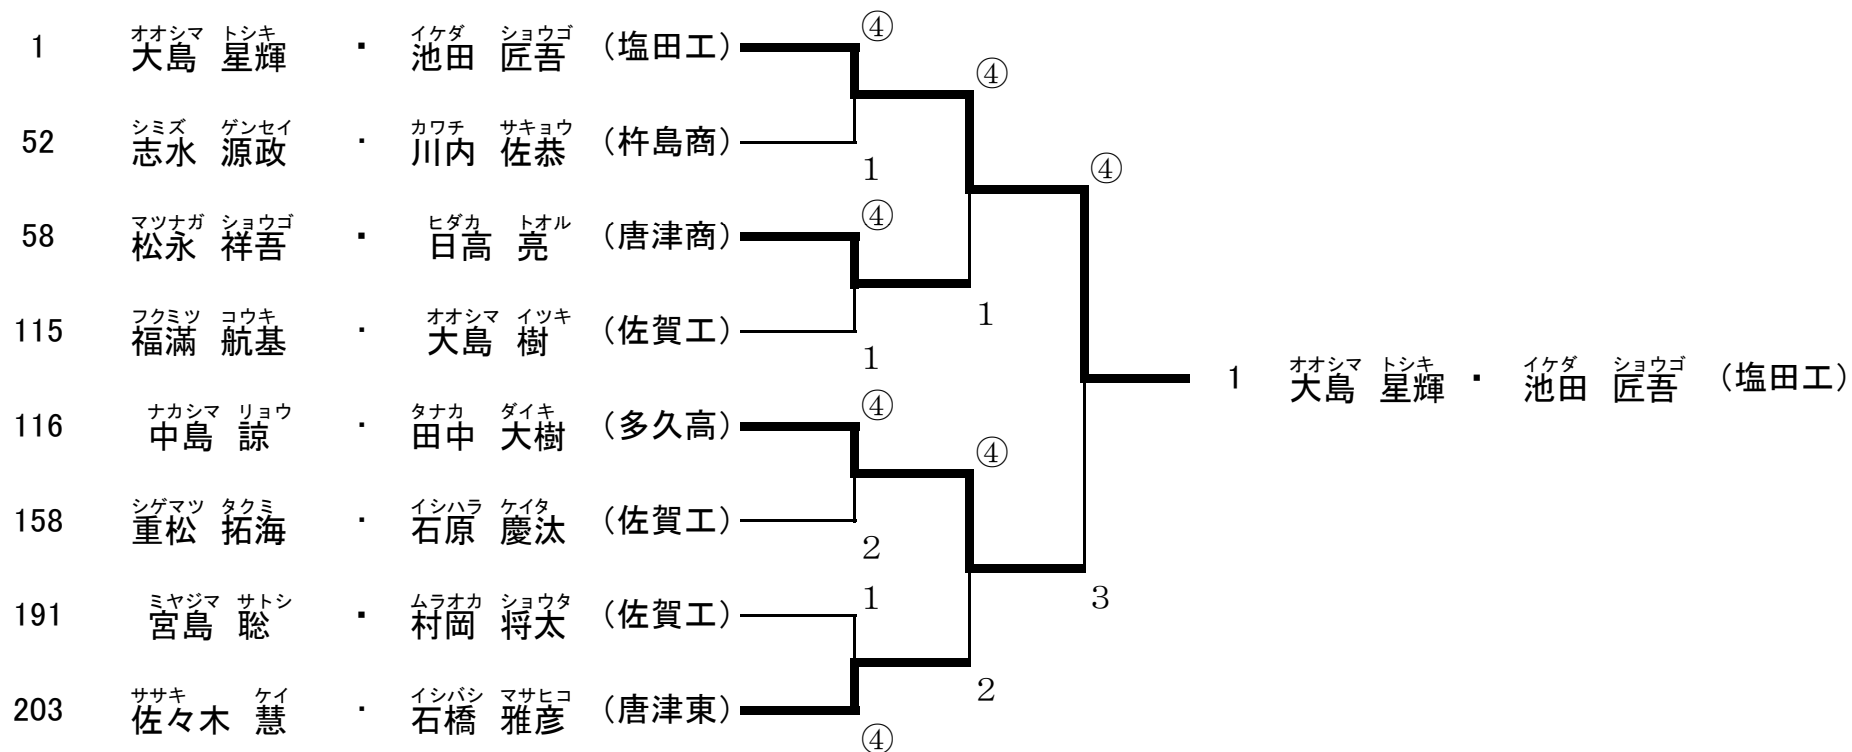 オオシマ トシキ イケダ ショウゴ
1 大島 星輝 ・ 池田 匠吾 (塩田工) ④
④
シミズ ゲンセイ カワチ サキョウ
52 志水 源政 ・ 川内 佐恭 (杵島商)
1
④
マツナガ ショウゴ ヒダカ トオル
58 松永 祥吾 ・ 日高 亮 (唐津商) ④
フクミツ コウキ オオシマ イツキ
115 福滿 航基 ・ 大島 樹 (佐賀工)
1
1
オオシマ トシキ イケダ ショウゴ
1 大島 星輝 ・ 池田 匠吾 (塩田工)
ナカシマ リョウ タナカ ダイキ
116 中島 諒 ・ 田中 大樹 (多久高) ④
④
シゲマツ タクミ イシハラ ケイタ
158 重松 拓海 ・ 石原 慶汰 (佐賀工)
2
ミヤジマ サトシ ムラオカ ショウタ
191 宮島 聡 ・ 村岡 将太 (佐賀工) 1
3
ササキ ケイ イシバシ マサヒコ
203 佐々木 慧 ・ 石橋 雅彦 (唐津東)
2
④